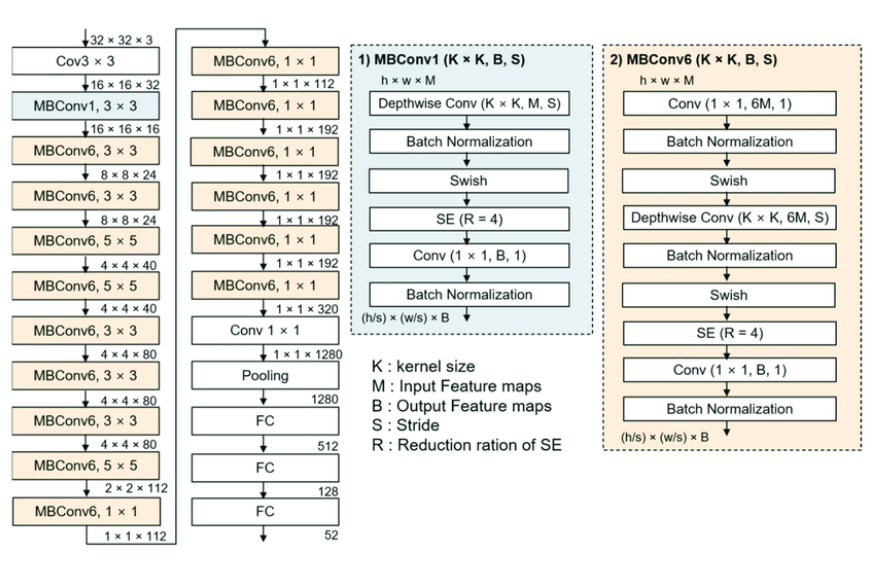 32 × 32 × 3
Cov3 × 3
16 × 16 × 32
MBConv1, 3 × 3
16 × 16 × 16
MBConv6, 3 × 3
8 × 8 × 24
MBConv6, 3 × 3
8 × 8 × 24
MBConv6, 5 × 5
4 × 4 × 40
MBConv6, 5 × 5
4 × 4 × 40
MBConv6, 3 × 3
4 × 4 × 80
MBConv6, 3 × 3
4 × 4 × 80
MBConv6, 3 × 3
4 × 4 × 80
MBConv6, 5 × 5
2 × 2 × 112
MBConv6, 1 × 1
1 × 1 × 112
MBConv6, 1 × 1
1 × 1 × 112
MBConv6, 1 × 1
1 × 1 × 192
MBConv6, 1 × 1
1 × 1 × 192
MBConv6, 1 × 1
1 × 1 × 192
MBConv6, 1 × 1
1 × 1 × 192
MBConv6, 1 × 1
1 × 1 × 320
Conv 1 × 1
1 × 1 × 1280
Pooling
1280
FC
512
FC
128
FC
52
1) MBConv1 (K × K, B, S)
h × w × M
Depthwise Conv (K × K, M, S)
Batch Normalization
Swish
SE (R = 4)
Conv (1 × 1, B, 1)
Batch Normalization
(h/s) × (w/s) × B
K : kernel size
M : Input Feature maps
B : Output Feature maps
S : Stride
R : Reduction ration of SE
2) MBConv6 (K × K, B, S)
h × w × M
Conv (1 × 1, 6M, 1)
Batch Normalization
Swish
Depthwise Conv (K × K, 6M, S)
Batch Normalization
Swish
SE (R = 4)
Conv (1 × 1, B, 1)
Batch Normalization
(h/s) × (w/s) × B